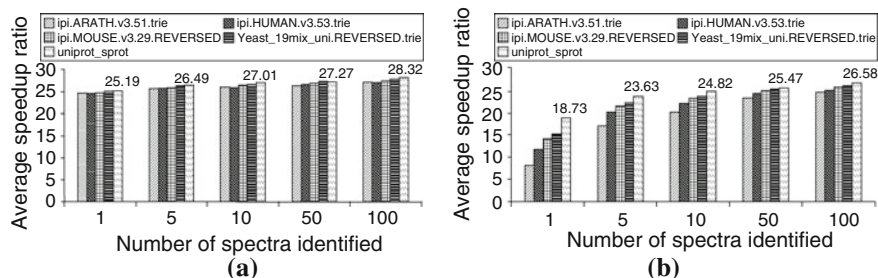 ipi.ARATH.v3.51.trie ipi.HUMAN.v3.53.trie
ipi.MOUSE.v3.29.REVERSED Yeast_19mix_uni.REVERSED.trie
uniprot_sprot
Average speedup ratio
30
25
20
15
10
5
0
25.19 26.49 27.01 27.27 28.32
1 5 10 50 100
Number of spectra identified
(a)
ipi.ARATH.v3.51.trie ipi.HUMAN.v3.53.trie
ipi.MOUSE.v3.29.REVERSED Yeast_19mix_uni.REVERSED.trie
uniprot_sprot
Average speedup ratio
30
25
20
15
10
5
0
18.73 23.63 24.82 25.47 26.58
1 5 10 50 100
Number of spectra identified
(b)